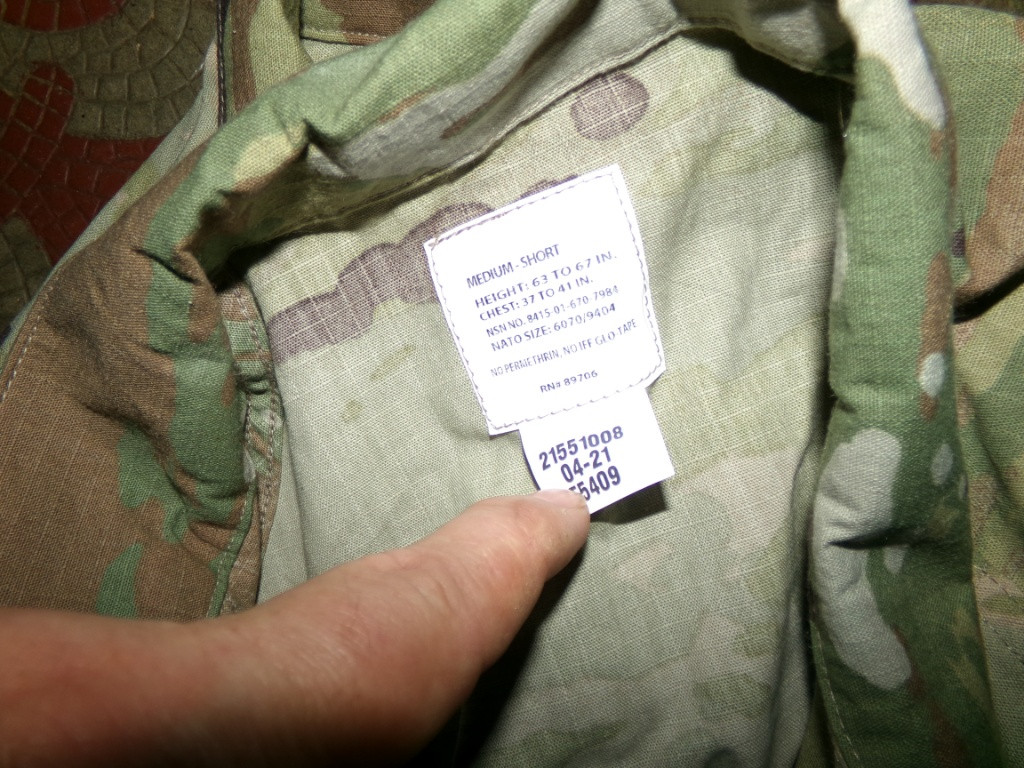 MEDIUM - SHORT
HEIGHT: 63 TO 67 IN.
CHEST: 37 TO 41 IN.
NSN NO. 8415-01-670-7984
NATO SIZE: 6070/9404
NO PERMETHRIN, NO IFF GLO TAPE
RN# 89706
21551008
04-21
55409